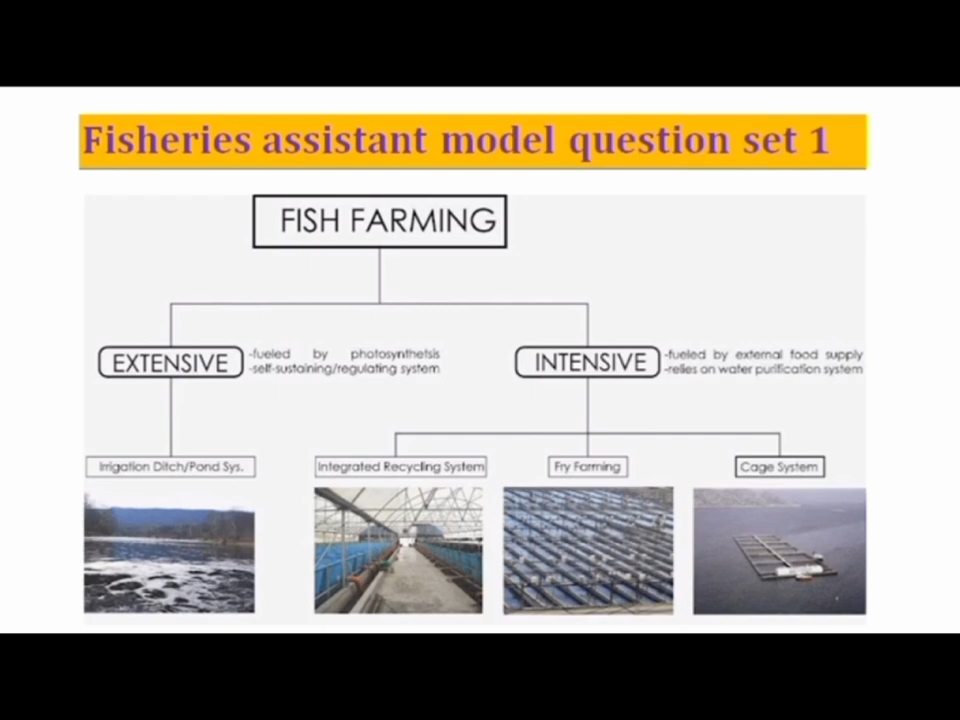 Fisheries assistant model question set 1
FISH FARMING
EXTENSIVE
-fueled by photosynthetsis
-self-sustaining/regulating system
INTENSIVE
-fueled by external food supply
-relies on water purification system
Irrigation Ditch/Pond Sys.
Integrated Recycling System
Fry Farming
Cage System